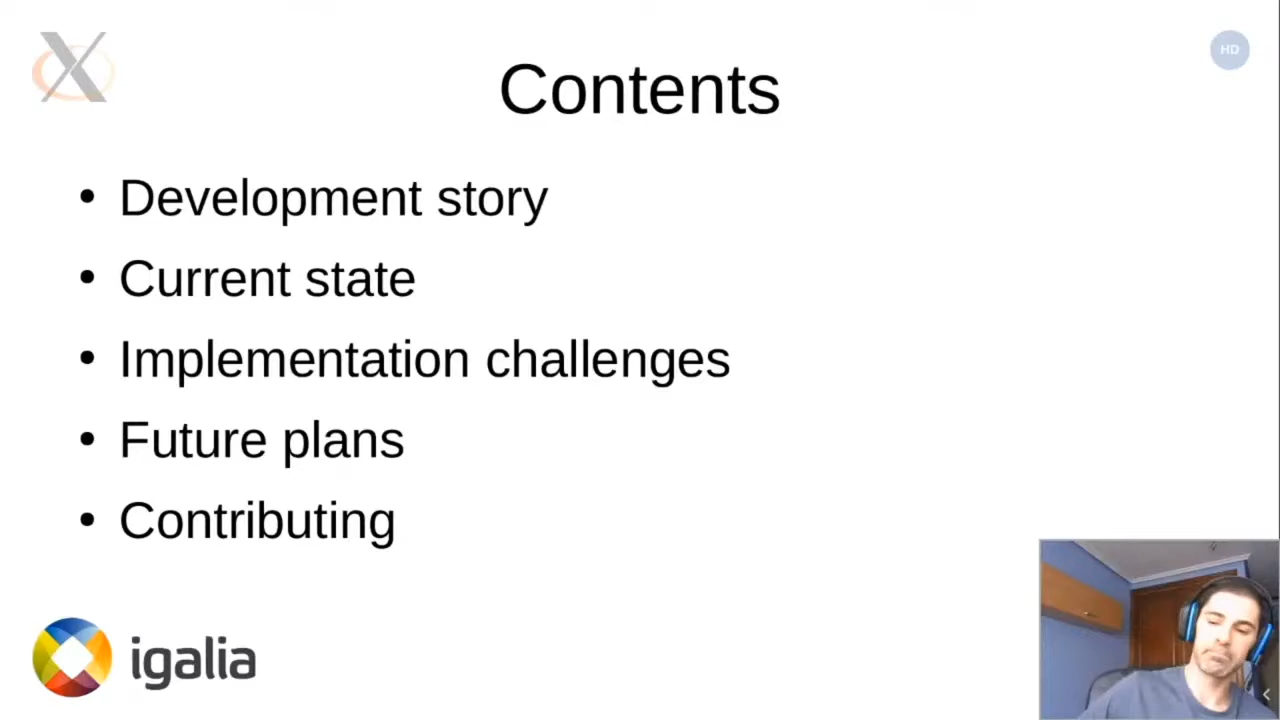 HD
Contents
• Development story
• Current state
• Implementation challenges
• Future plans
• Contributing
igalia